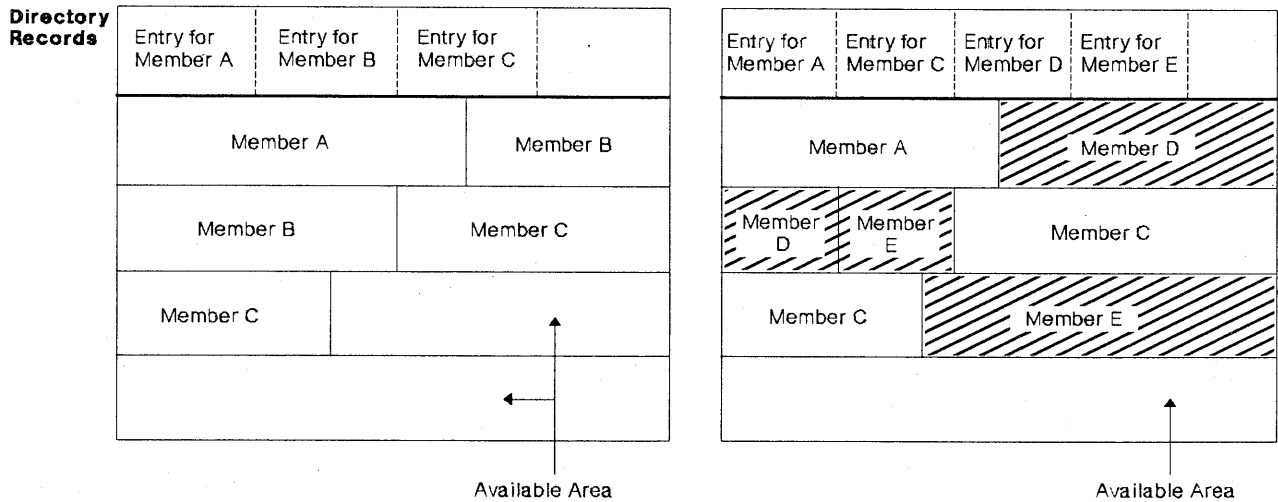 Directory
Records
Entry for
Member A
Entry for
Member B
Entry for
Member C
Member A
Member B
Member B
Member C
Member C
Available Area
Entry for
Member A
Entry for
Member C
Entry for
Member D
Entry for
Member E
Member A
Member D
Member
D
Member
E
Member C
Member C
Member E
Available Area